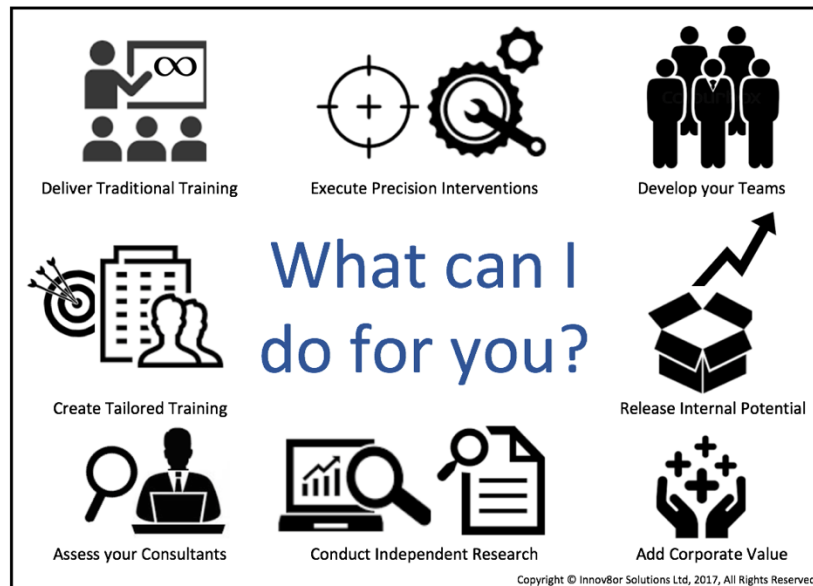 ∞
Deliver Traditional Training
Execute Precision Interventions
Develop your Teams
What can I
do for you?
Create Tailored Training
Release Internal Potential
Assess your Consultants
Conduct Independent Research
Add Corporate Value
Copyright © Innov8or Solutions Ltd, 2017, All Rights Reserved